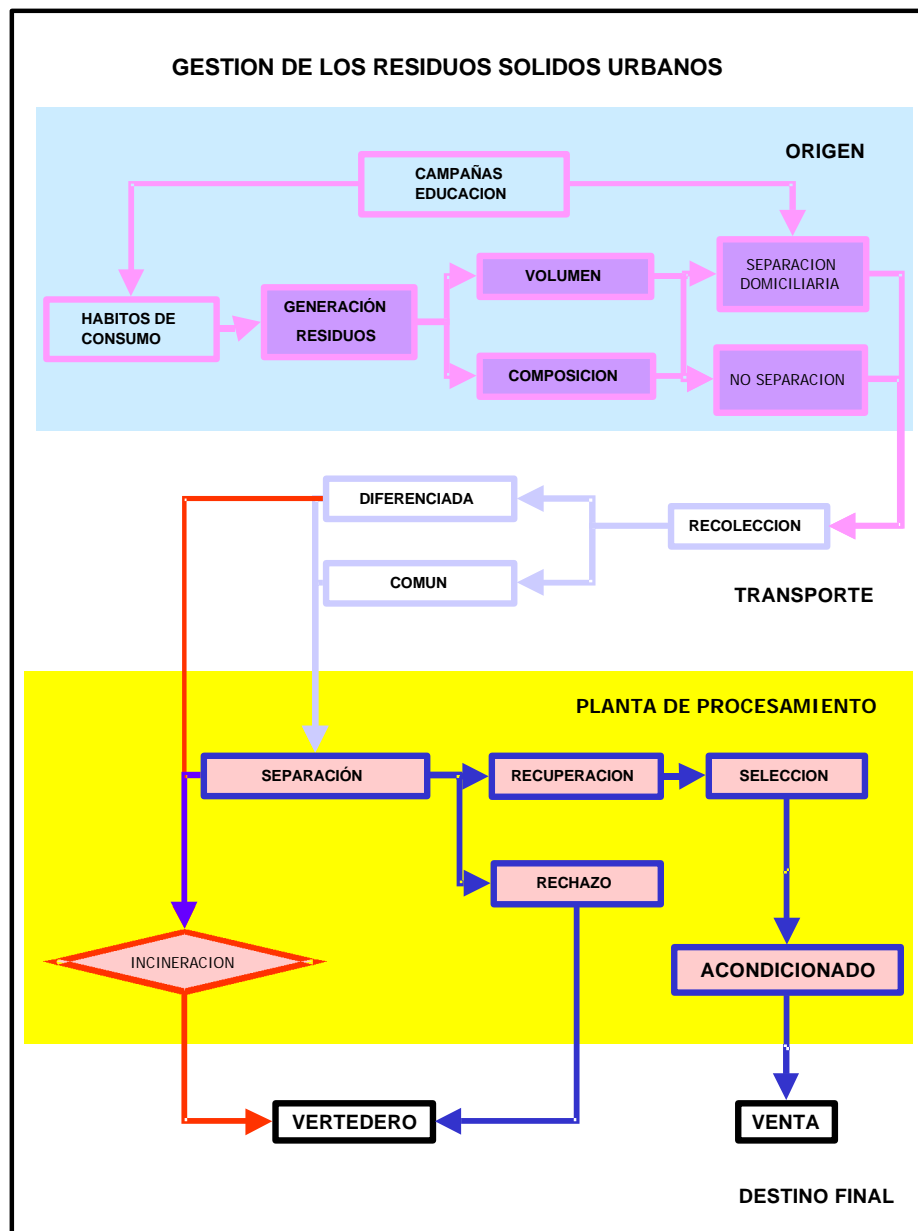 GESTION DE LOS RESIDUOS SOLIDOS URBANOS
ORIGEN
CAMPAÑAS
EDUCACION
HABITOS DE
CONSUMO
GENERACIÓN
RESIDUOS
VOLUMEN
COMPOSICION
SEPARACION
DOMICILIARIA
NO SEPARACION
DIFERENCIADA
RECOLECCION
COMUN
TRANSPORTE
PLANTA DE PROCESAMIENTO
SEPARACIÓN
RECUPERACION
SELECCION
RECHAZO
INCINERACION
ACONDICIONADO
VERTEDERO
VENTA
DESTINO FINAL